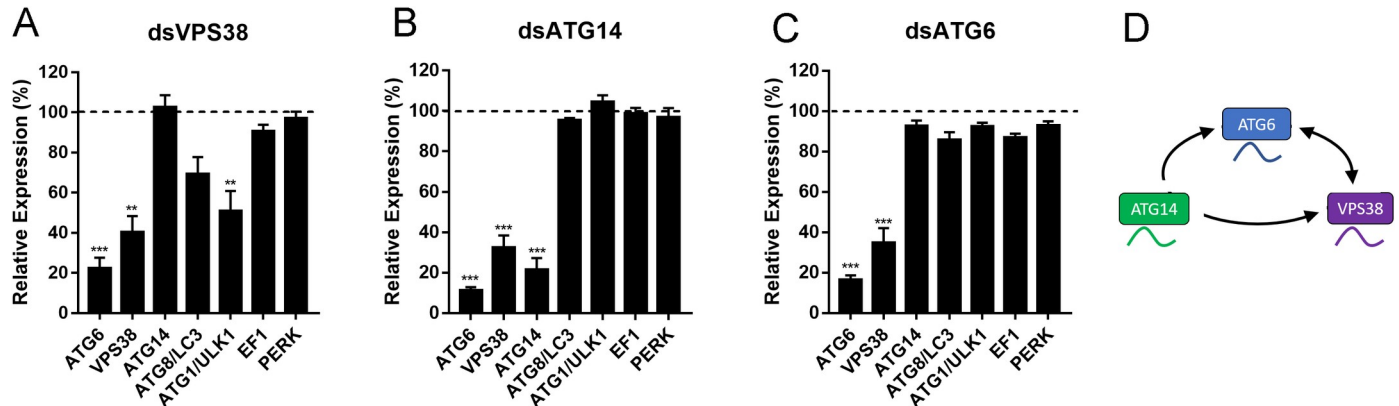 A
dsVPS38
Relative Expression (%)
120
100
80
60
40
20
0
***
**
**
ATG6
VPS38
ATG14
ATG8/LC3
ATG1/ULK1
EF1
PERK
B
dsATG14
Relative Expression (%)
120
100
80
60
40
20
0
***
***
***
ATG6
VPS38
ATG14
ATG8/LC3
ATG1/ULK1
EF1
PERK
C
dsATG6
Relative Expression (%)
120
100
80
60
40
20
0
***
***
ATG6
VPS38
ATG14
ATG8/LC3
ATG1/ULK1
EF1
PERK
D
ATG6
ATG14
VPS38